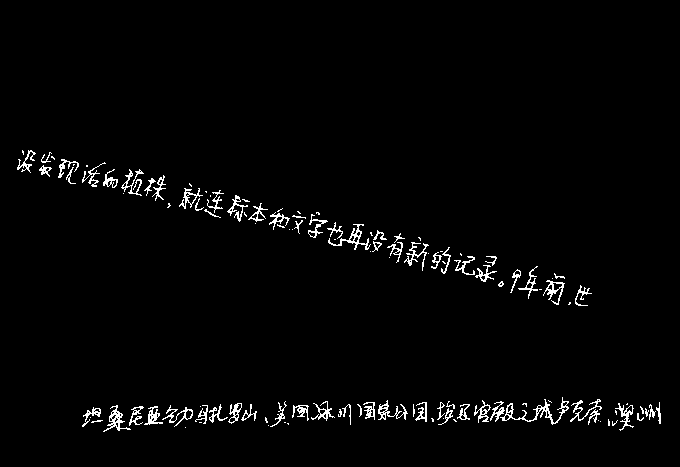 没发现活的植株,就连标本和文字也再没有新的记录。9年前,世
坦桑尼亚乞力马扎罗山、美国冰川国家公园、埃及宫殿之城卢克索、澳洲